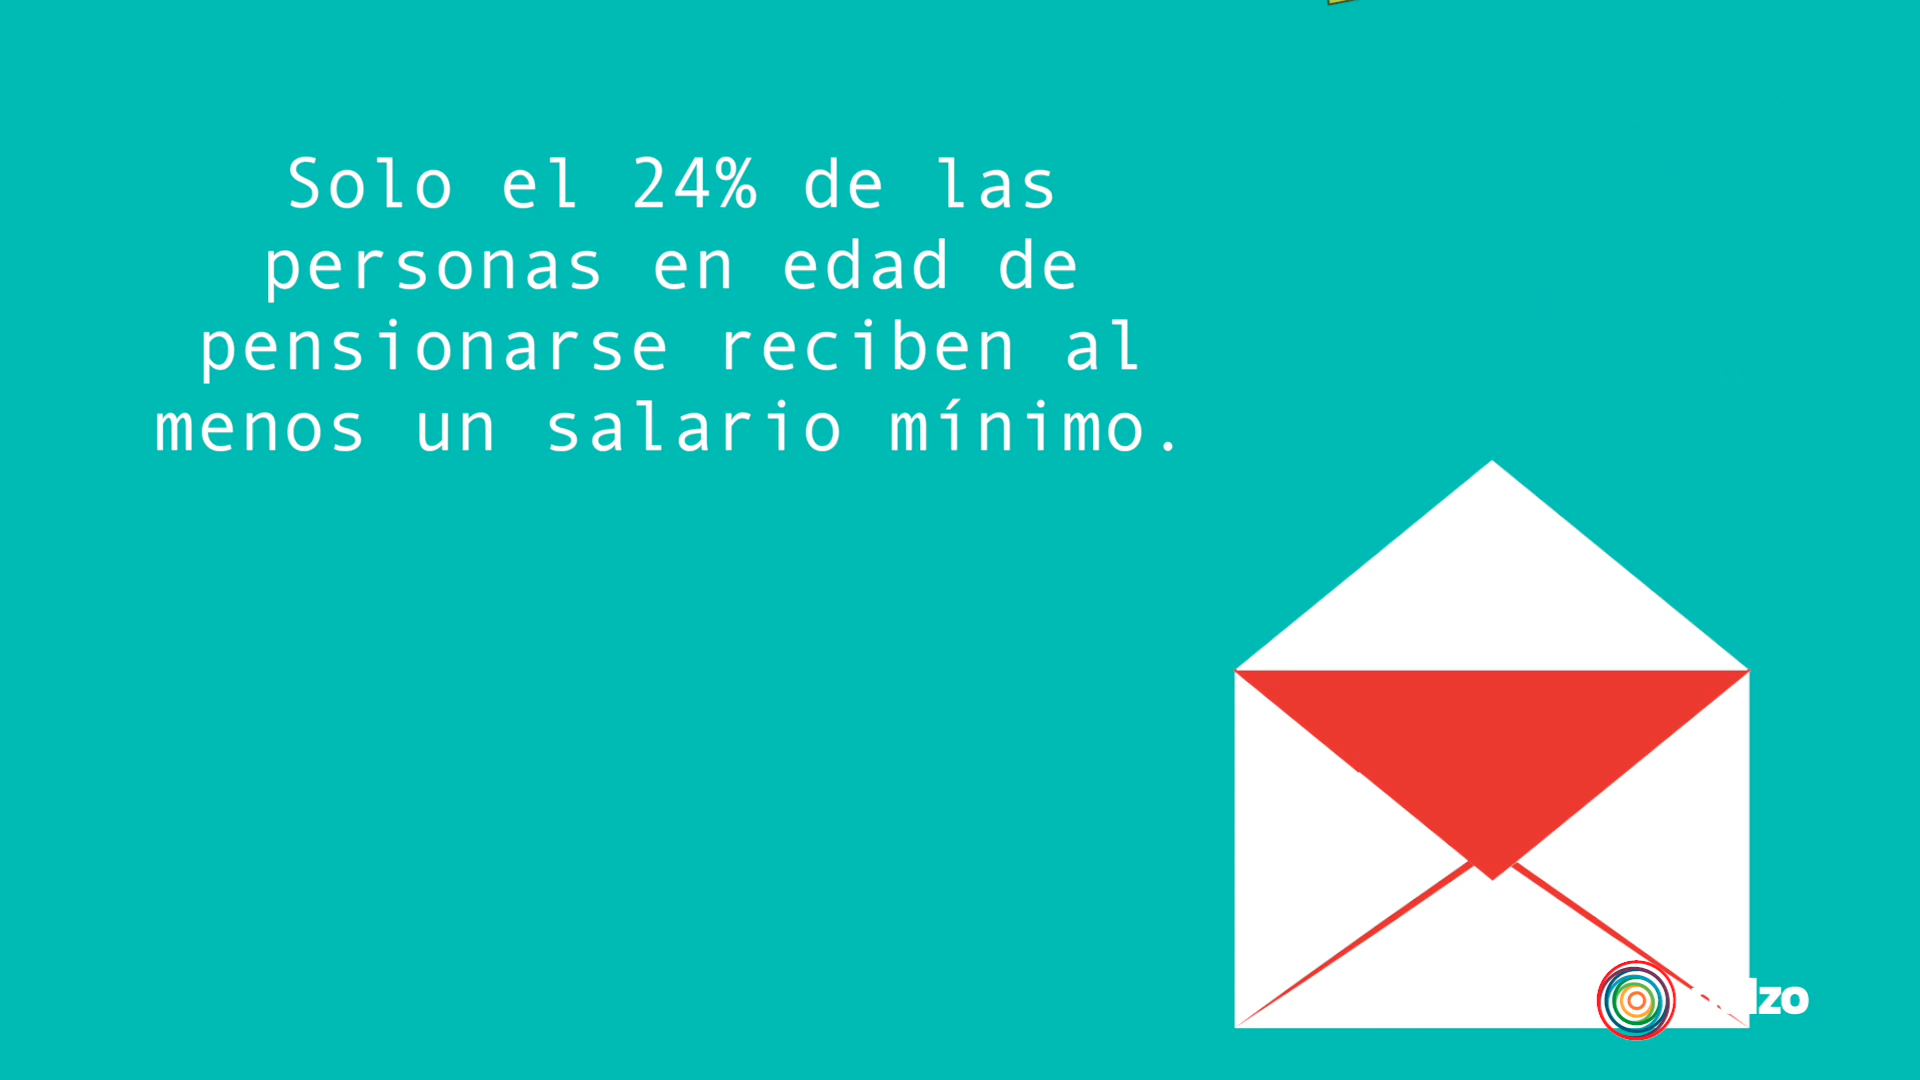 Solo el 24% de las
personas en edad de
pensionarse reciben al
menos un salario mínimo.